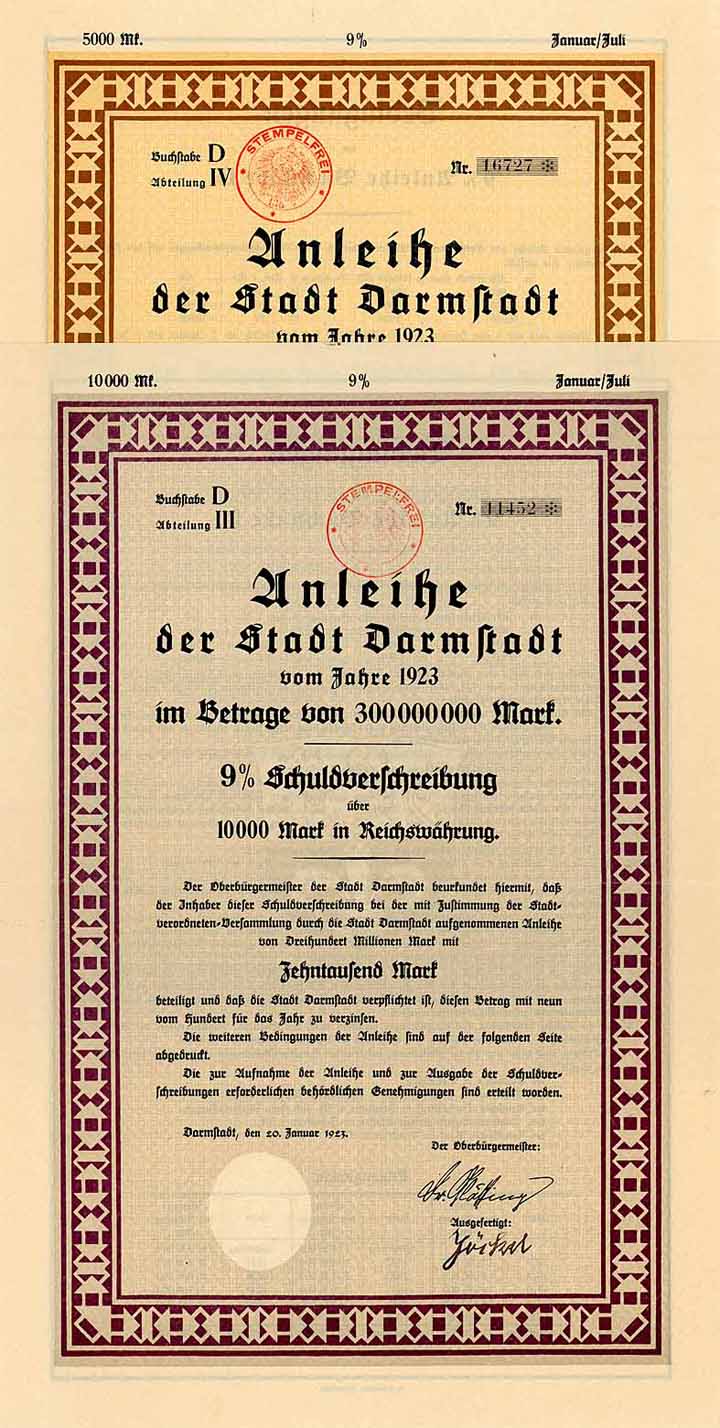 5000 Mk. 9% Januar/Juli
Buchstabe D
Abteilung IV
STEMPELFREI
Nr. 16727 ※
Anleihe
der Stadt Darmstadt
vom Jahre 1923
10000 Mk. 9% Januar/Juli
Buchstabe D
Abteilung III
STEMPELFREI
Nr. 11452 ※
Anleihe
der Stadt Darmstadt
vom Jahre 1923
im Betrage von 300000000 Mark.
9% Schuldverschreibung
über
10000 Mark in Reichswährung.
Der Oberbürgermeister der Stadt Darmstadt beurkundet hiermit, daß
der Inhaber dieser Schuldverschreibung bei der mit Zustimmung der Stadt-
verordneten-Versammlung durch die Stadt Darmstadt aufgenommenen Anleihe
von Dreihundert Millionen Mark mit
Zehntausend Mark
beteiligt und daß die Stadt Darmstadt verpflichtet ist, diesen Betrag mit neun
vom Hundert für das Jahr zu verzinsen.
Die weiteren Bedingungen der Anleihe sind auf der folgenden Seite
abgedruckt.
Die zur Aufnahme der Anleihe und zur Ausgabe der Schuldver-
schreibungen erforderlichen behördlichen Genehmigungen sind erteilt worden.
Darmstadt, den 20. Januar 1923.
Der Oberbürgermeister:
Dr. Glässing
Ausgefertigt:
Jöckel